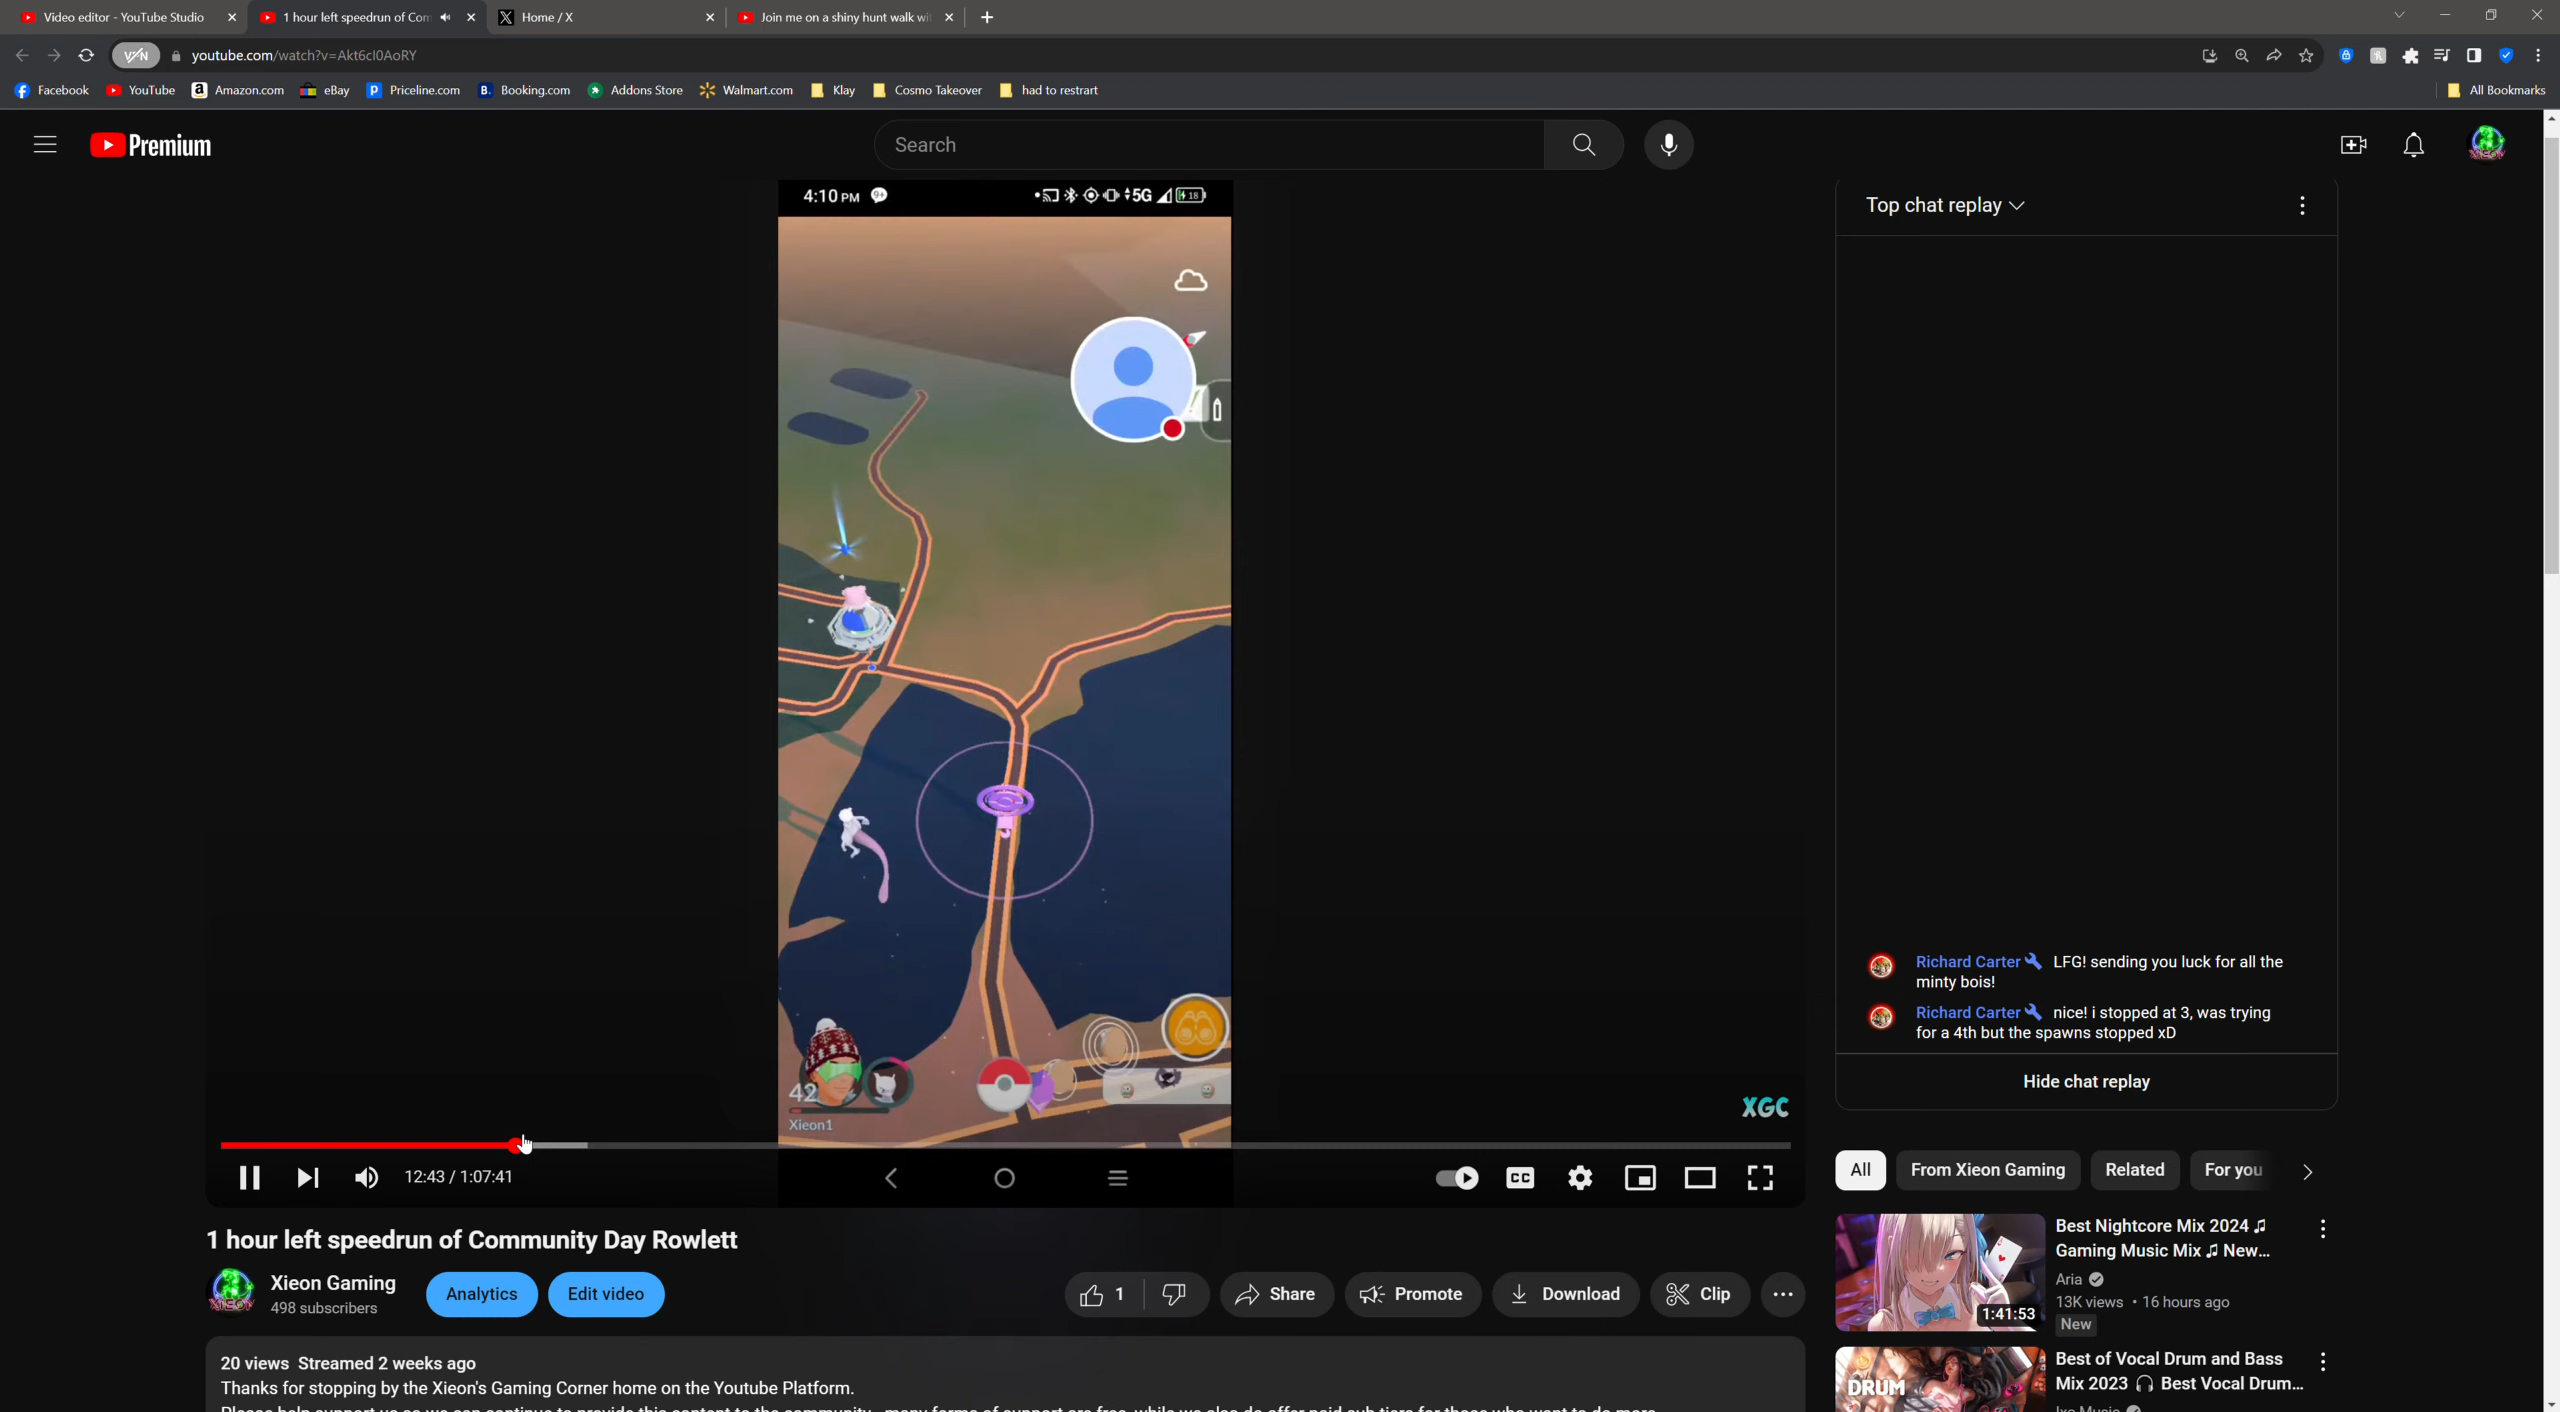 Video editor - YouTube Studio
1 hour left speedrun of Com
Home / X
Join me on a shiny hunt walk wi
VPN
youtube.com/watch?v=Akt6cI0AoRY
Facebook
YouTube
Amazon.com
eBay
Priceline.com
Booking.com
Addons Store
Walmart.com
Klay
Cosmo Takeover
had to restrart
All Bookmarks
Premium
Search
4:10 PM
9+
5G
18
42
Xieon1
XGC
12:43 / 1:07:41
CC
Top chat replay
Richard Carter LFG! sending you luck for all the
minty bois!
Richard Carter nice! i stopped at 3, was trying
for a 4th but the spawns stopped xD
Hide chat replay
1 hour left speedrun of Community Day Rowlett
XIEON
Xieon Gaming
498 subscribers
Analytics
Edit video
1
Share
Promote
Download
Clip
20 views Streamed 2 weeks ago
Thanks for stopping by the Xieon's Gaming Corner home on the Youtube Platform.
All
From Xieon Gaming
Related
For you
1:41:53
Best Nightcore Mix 2024 ♫
Gaming Music Mix ♫ New...
Aria
13K views • 16 hours ago
New
DRUM
Best of Vocal Drum and Bass
Mix 2023 🎧 Best Vocal Drum...